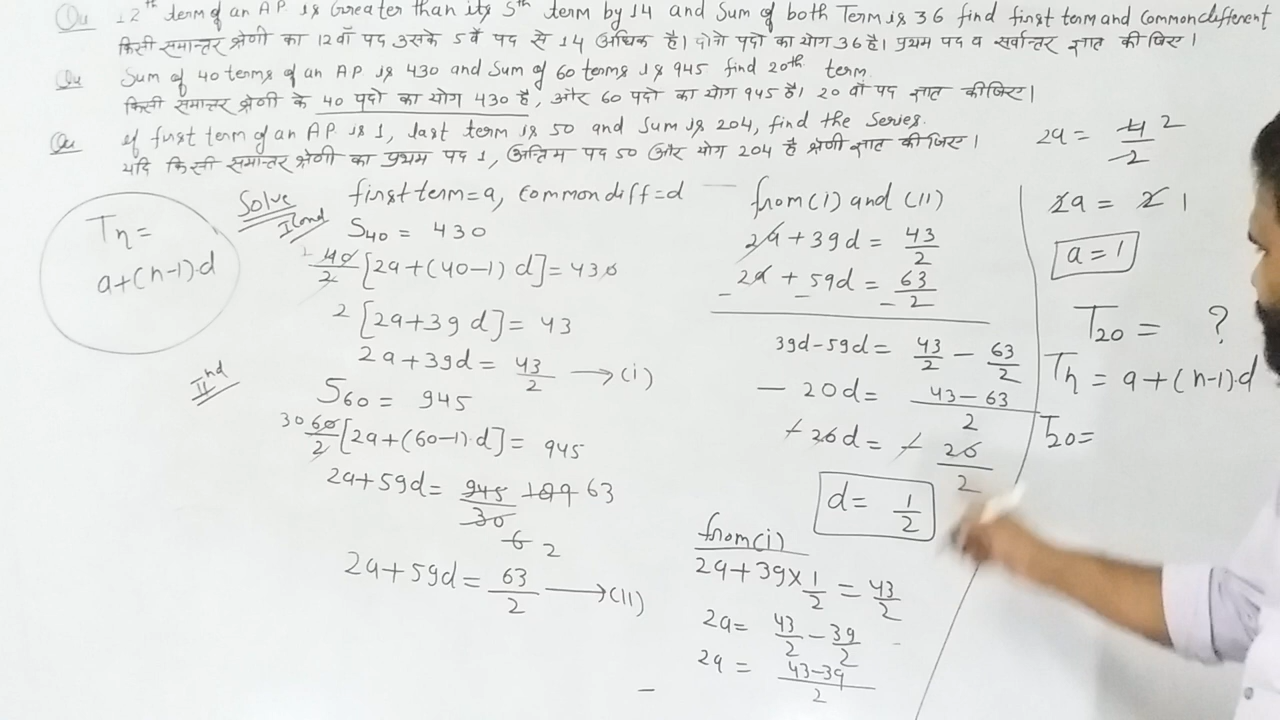 Qu 12th term of an AP is Greater than its 5th term by 14 and Sum of both Term is 36 find first term and Common different
किसी समान्तर श्रेणी का 12वाँ पद उसके 5वें पद से 14 अधिक है। दोनो पदो का योग 36 है। प्रथम पद व सर्वान्तर ज्ञात कीजिए।
Qu Sum of 40 terms of an AP is 430 and Sum of 60 terms is 945 find 20th term.
किसी समान्तर श्रेणी के 40 पदो का योग 430 है, और 60 पदो का योग 945 है। 20 वाँ पद ज्ञात कीजिए।
Qu if first term of an AP is 1, last term is 50 and Sum is 204, find the Series.
यदि किसी समान्तर श्रेणी का प्रथम पद 1, अन्तिम पद 50 और योग 204 है श्रेणी ज्ञात कीजिए।
Tn =
a+(n-1).d
Solve first term = a, Common diff = d
Icond
S40 = 430
40/2 [2a+(40-1) d] = 430
2 [2a+39 d] = 43
2a+39d = 43/2 → (i)
IInd
S60 = 945
30 60/2 [2a+(60-1).d] = 945
2a+59d = 945/30 189 63
6 2
2a+59d = 63/2 → (II)
from (i) and (II)
2a + 39d = 43/2
2a + 59d = 63/2
- - -
39d-59d = 43/2 - 63/2
- 20d = 43-63/2
- 20d = - 20/2
d = 1/2
from (i)
2a+39×1/2 = 43/2
2a = 43/2 - 39/2
2a = 43-39/2
2a = 4/2 2
2a = 2 1
a = 1
T20 = ?
Tn = a+(n-1).d
T20 =